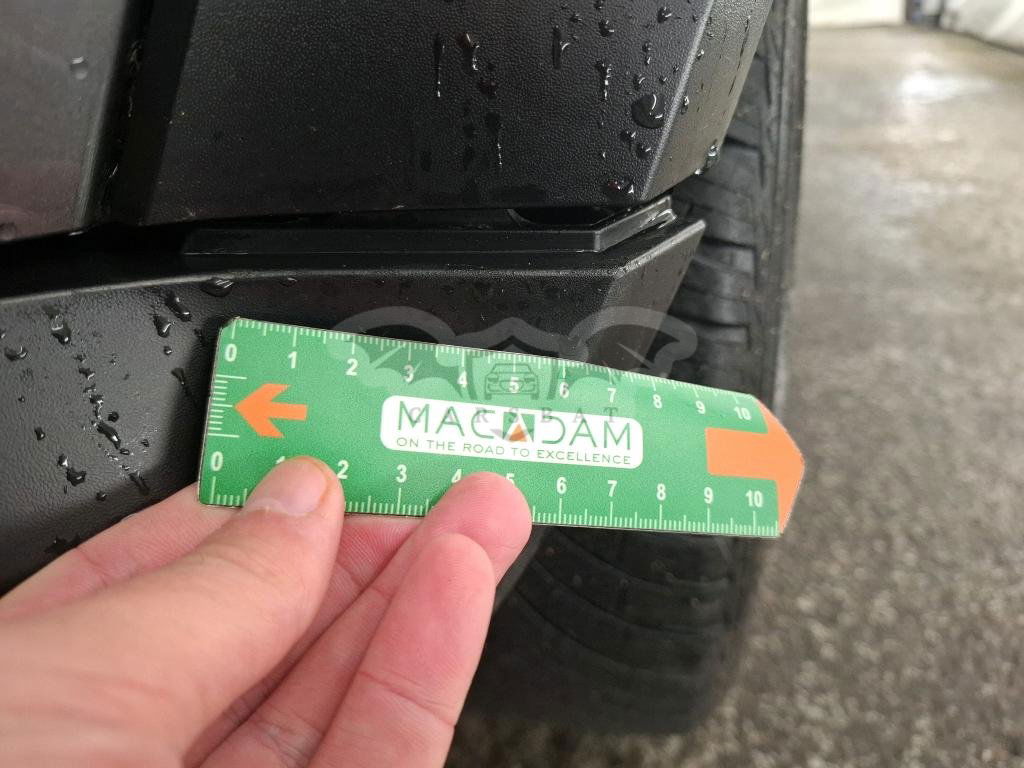 0 1 2 3 4 5 6 7 8 9 10
MACADAM
ON THE ROAD TO EXCELLENCE
CARSBAT
0 1 2 3 4 5 6 7 8 9 10